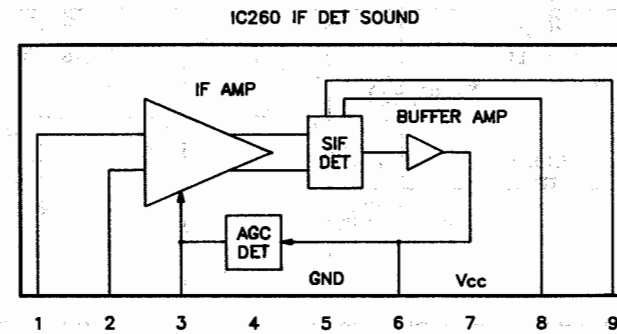 IC260 IF DET SOUND
IF AMP
BUFFER AMP
SIF
DET
AGC
DET
GND
Vcc
1 2 3 4 5 6 7 8 9